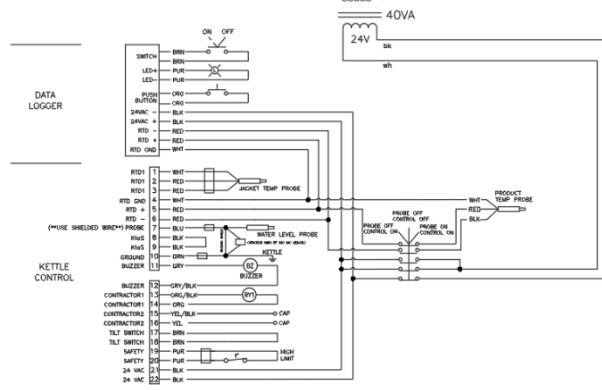 40VA
24V
bk
wh
ON OFF
DATA
LOGGER
SWITCH
BRN
BRN
LED+ PUR
LED- PUR
PUSH
BUTTON
ORG
ORG
24VAC - BLK
24VAC + BLK
RTD - RED
RTD + RED
RTD GND WHT
KETTLE
CONTROL
RTD1 1 WHT
RTD1 2 RED
RTD1 3 RED
JACKET TEMP PROBE
RTD GND 4 WHT
RTD + 5 RED
RTD - 6 RED
(**USE SHIELDED WIRE**) PROBE 7 BLU
WATER LEVEL PROBE
8 BLK
9 BLK
GROUND 10 GRN
KETTLE
BUZZER 11 GRY
BZ
BUZZER
BUZZER 12 GRY/BLK
CONTRACTOR1 13 ORG/BLK
RY1
CONTRACTOR1 14 ORG
CONTRACTOR2 15 YEL/BLK CAP
CONTRACTOR2 16 YEL CAP
TILT SWITCH 17 BRN
TILT SWITCH 18 BRN
SAFETY 19 PUR
SAFETY 20 PUR
HIGH
LIMIT
24 VAC 21 BLK
24 VAC 22 BLK
PROBE OFF
CONTROL OFF
PROBE OFF
CONTROL ON
PROBE ON
CONTROL ON
WHT
RED
BLK
PRODUCT
TEMP PROBE